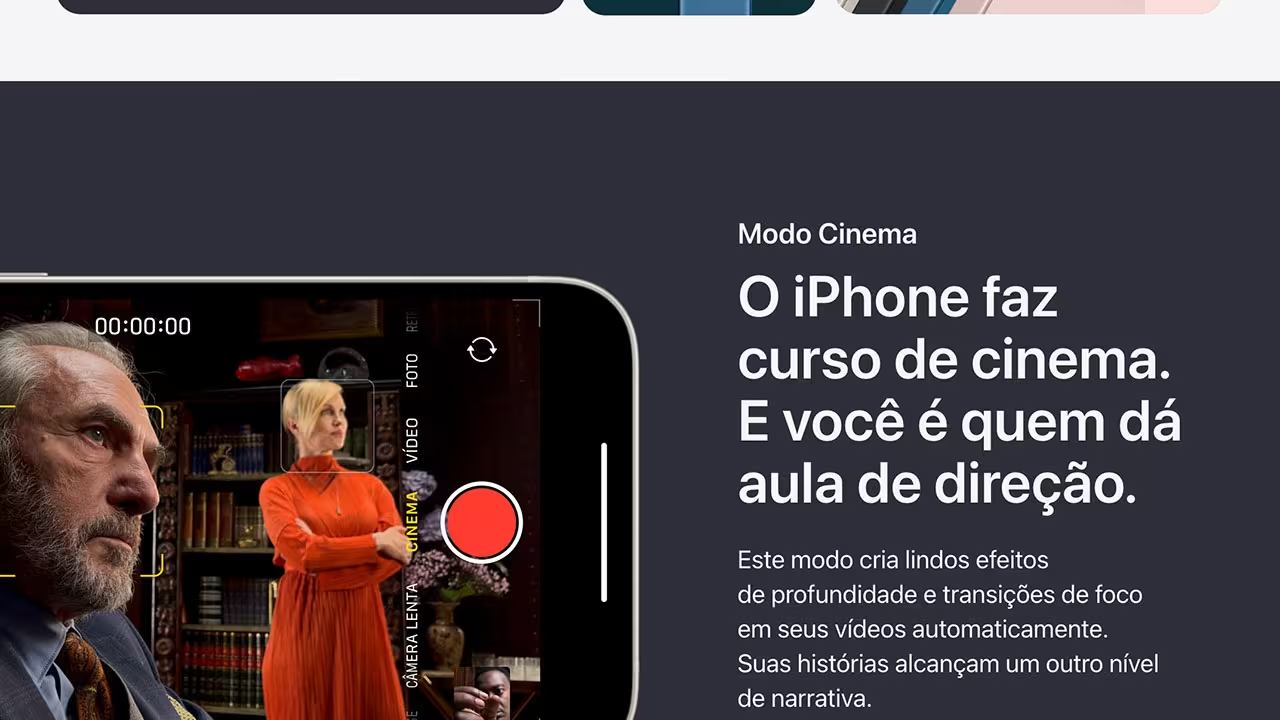 Modo Cinema
O iPhone faz
curso de cinema.
E você é quem dá
aula de direção.
Este modo cria lindos efeitos
de profundidade e transições de foco
em seus vídeos automaticamente.
Suas histórias alcançam um outro nível
de narrativa.
00:00:00
FOTO
VÍDEO
CINEMA
CÂMERA LENTA